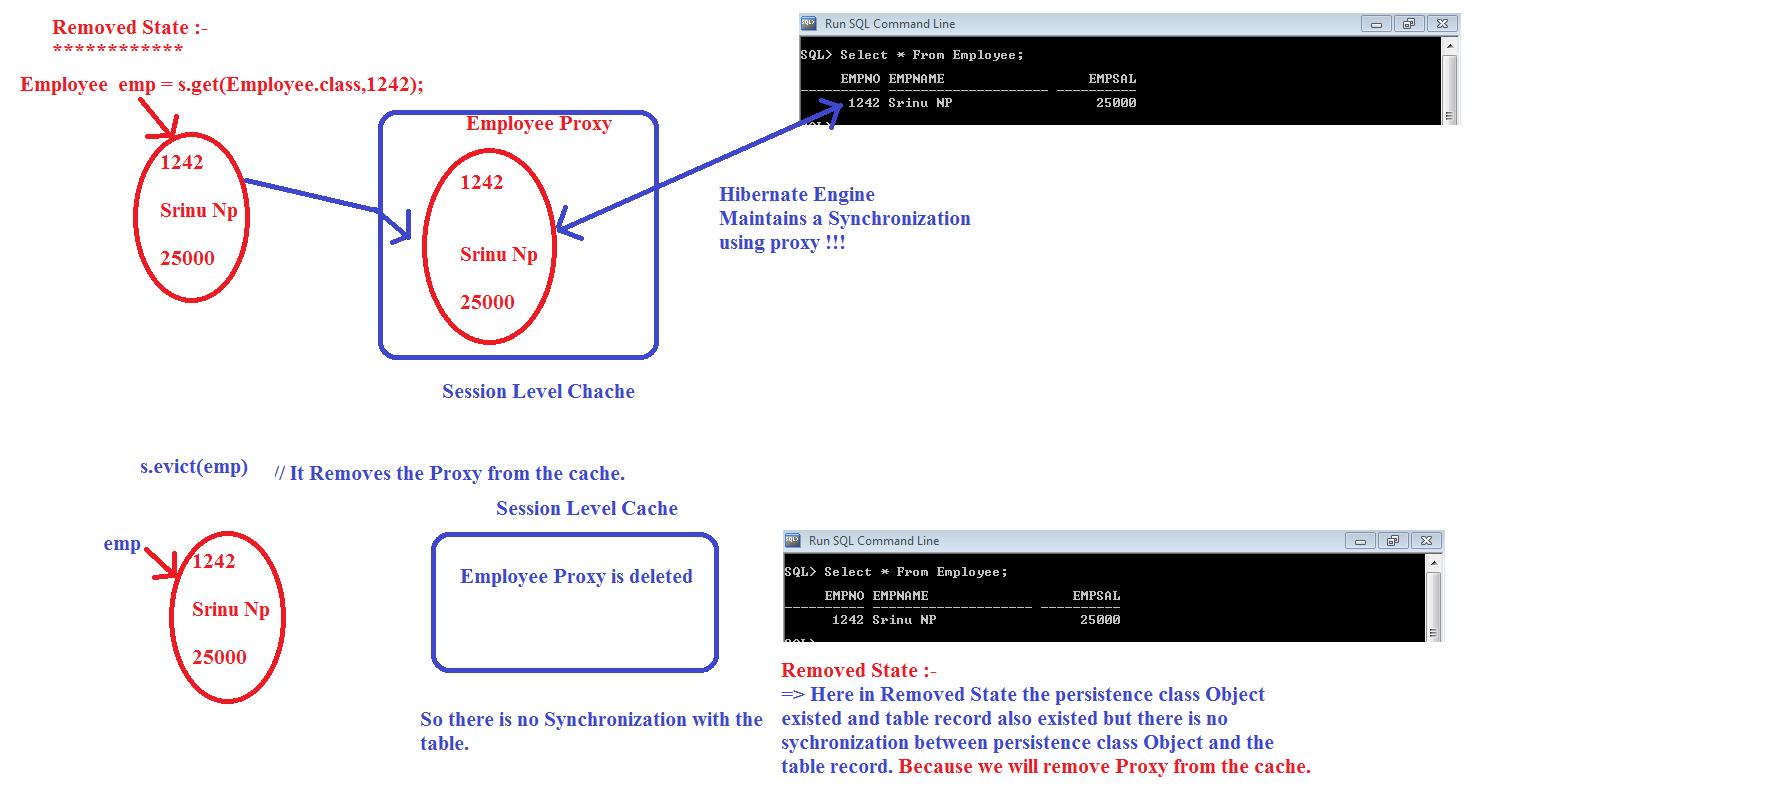 Removed State :-
************
Employee  emp = s.get(Employee.class,1242);
1242
Srinu Np
25000
Employee Proxy
1242
Srinu Np
25000
Session Level Chache
Run SQL Command Line
SQL> Select * From Employee;
EMPNO EMPNAME EMPSAL
---------- -------------------- ----------
1242 Srinu NP 25000
SQL>
Hibernate Engine
Maintains a Synchronization
using proxy !!!
s.evict(emp) // It Removes the Proxy from the cache.
Session Level Cache
emp
1242
Srinu Np
25000
Employee Proxy is deleted
So there is no Synchronization with the
table.
Run SQL Command Line
SQL> Select * From Employee;
EMPNO EMPNAME EMPSAL
---------- -------------------- ----------
1242 Srinu NP 25000
SQL>
Removed State :-
=> Here in Removed State the persistence class Object
existed and table record also existed but there is no
sychronization between persistence class Object and the
table record. Because we will remove Proxy from the cache.